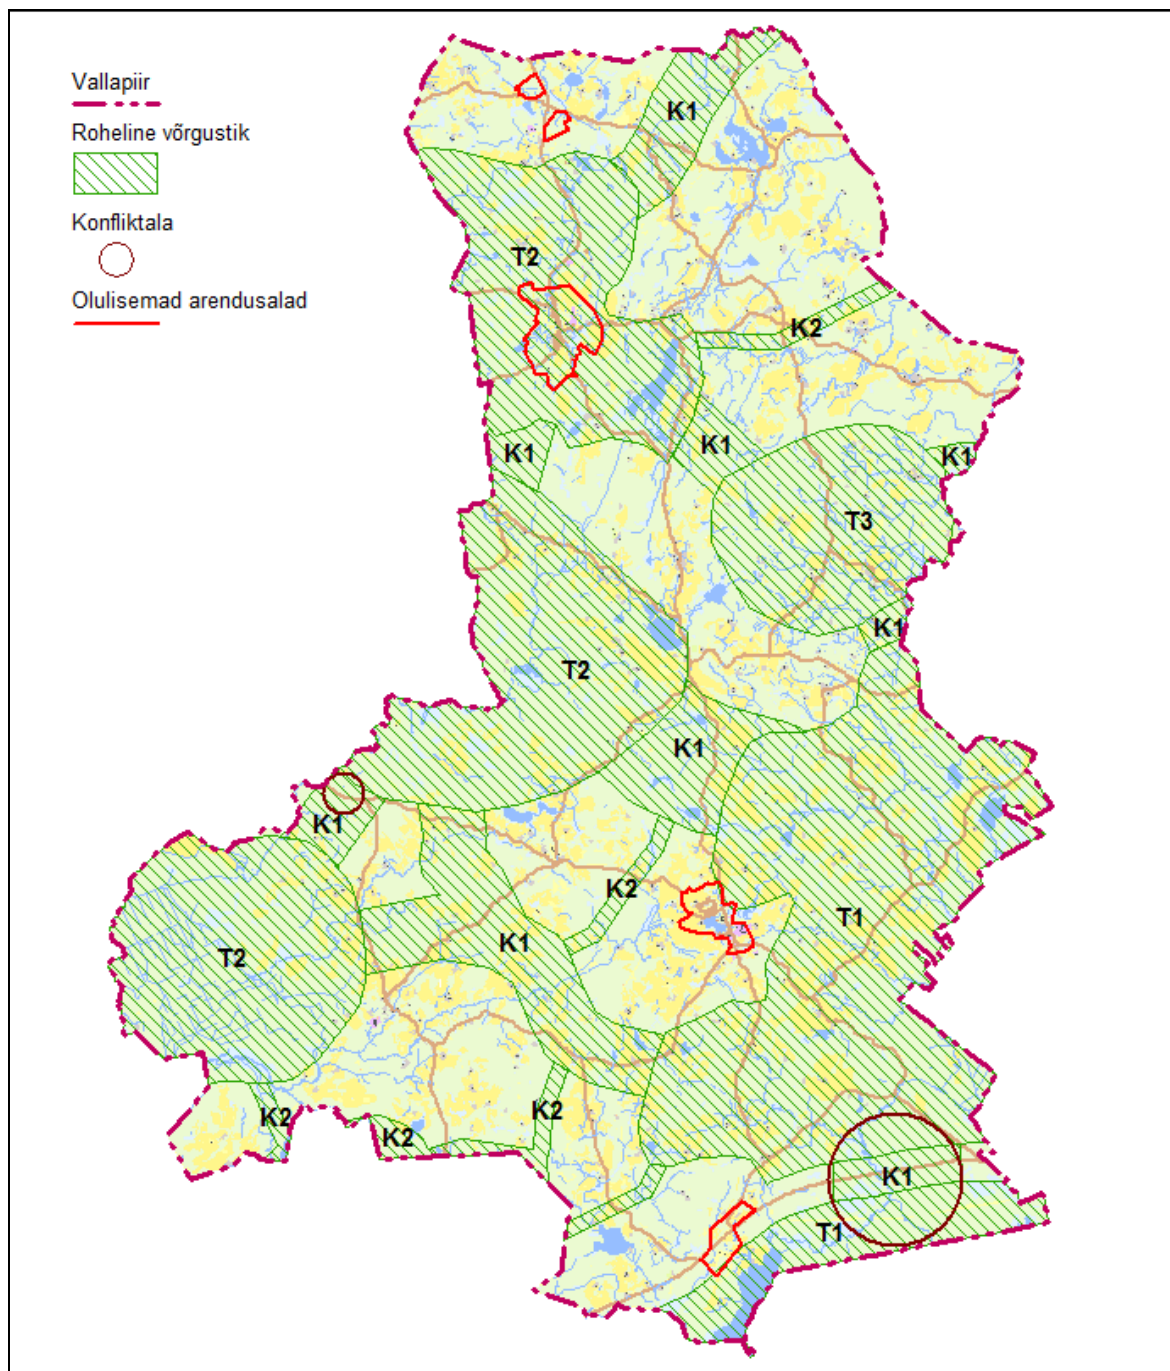 Vallapiir
Roheline võrgustik
Konfliktala
Olulisemad arendusalad
K1
T2
K2
K1
K1
K1
T3
K1
T2
K1
K1
K2
T1
K1
T2
K2
K2
K2
K1
T1